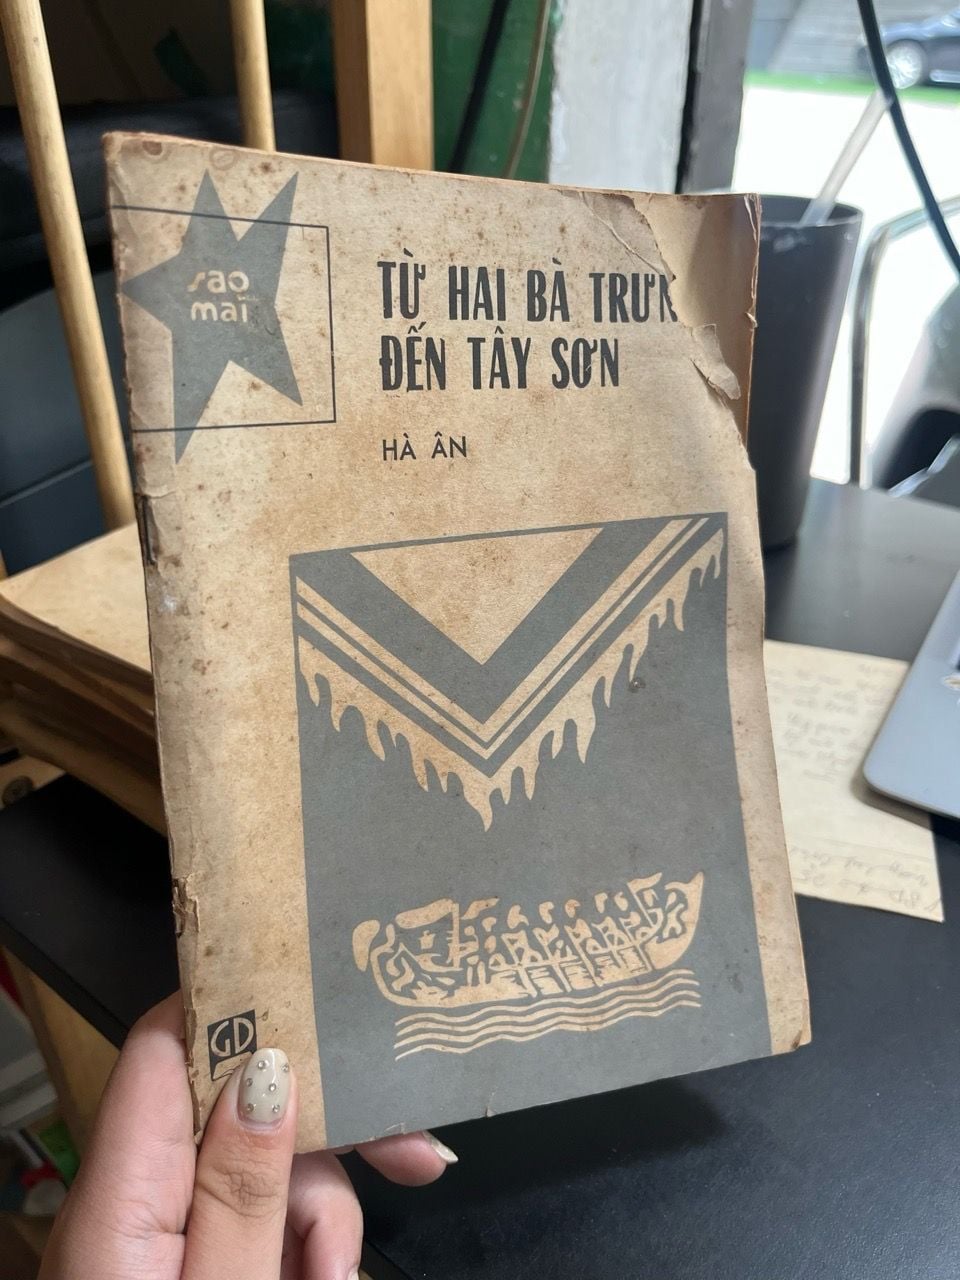 sao
mai
TỪ HAI BÀ TRƯN
ĐẾN TÂY SƠN
HÀ ÂN
GD